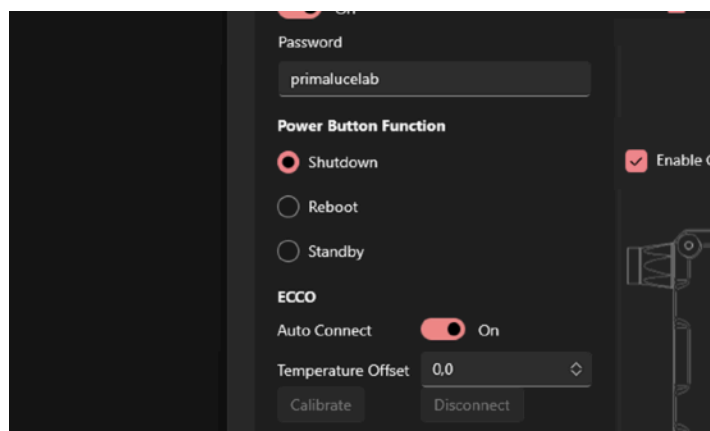 On
Password
primalucelab
Power Button Function
Shutdown
Enable
Reboot
Standby
ECCO
Auto Connect
On
Temperature Offset
0,0
Calibrate
Disconnect